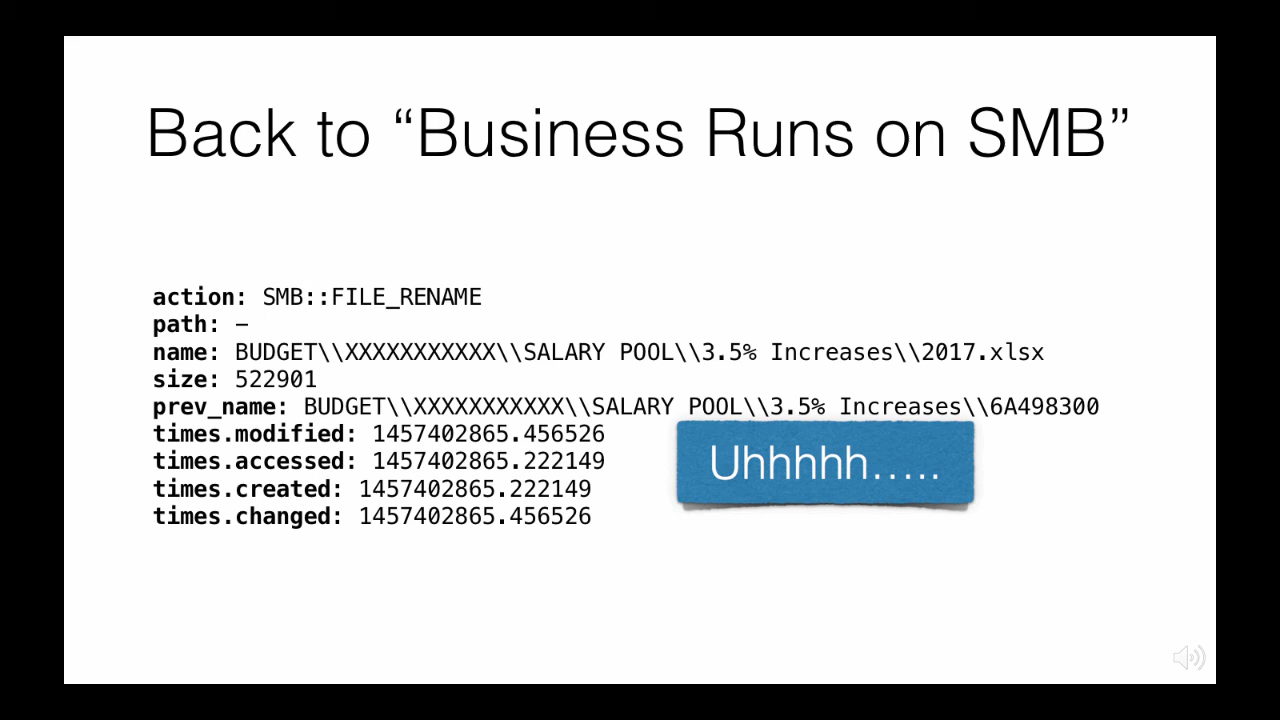 Back to “Business Runs on SMB”
action: SMB::FILE_RENAME
path: –
name: BUDGET\\XXXXXXXXXXX\\SALARY POOL\\3.5% Increases\\2017.xlsx
size: 522901
prev_name: BUDGET\\XXXXXXXXXXX\\SALARY POOL\\3.5% Increases\\6A498300
times.modified: 1457402865.456526
times.accessed: 1457402865.222149
times.created: 1457402865.222149
times.changed: 1457402865.456526
Uhhhhh.....